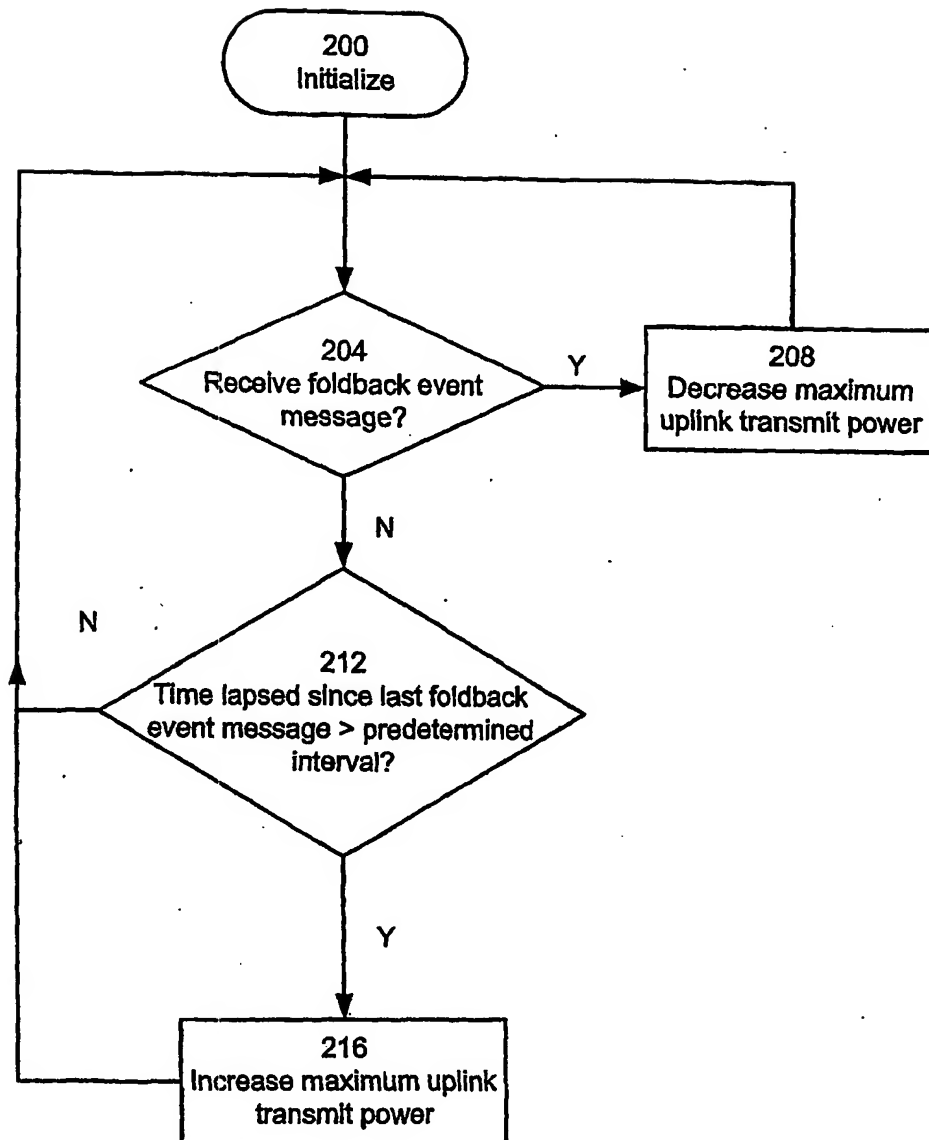 200
Initialize
204
Receive foldback event
message?
Y
208
Decrease maximum
uplink transmit power
N
N
212
Time lapsed since last foldback
event message > predetermined
interval?
Y
216
Increase maximum uplink
transmit power